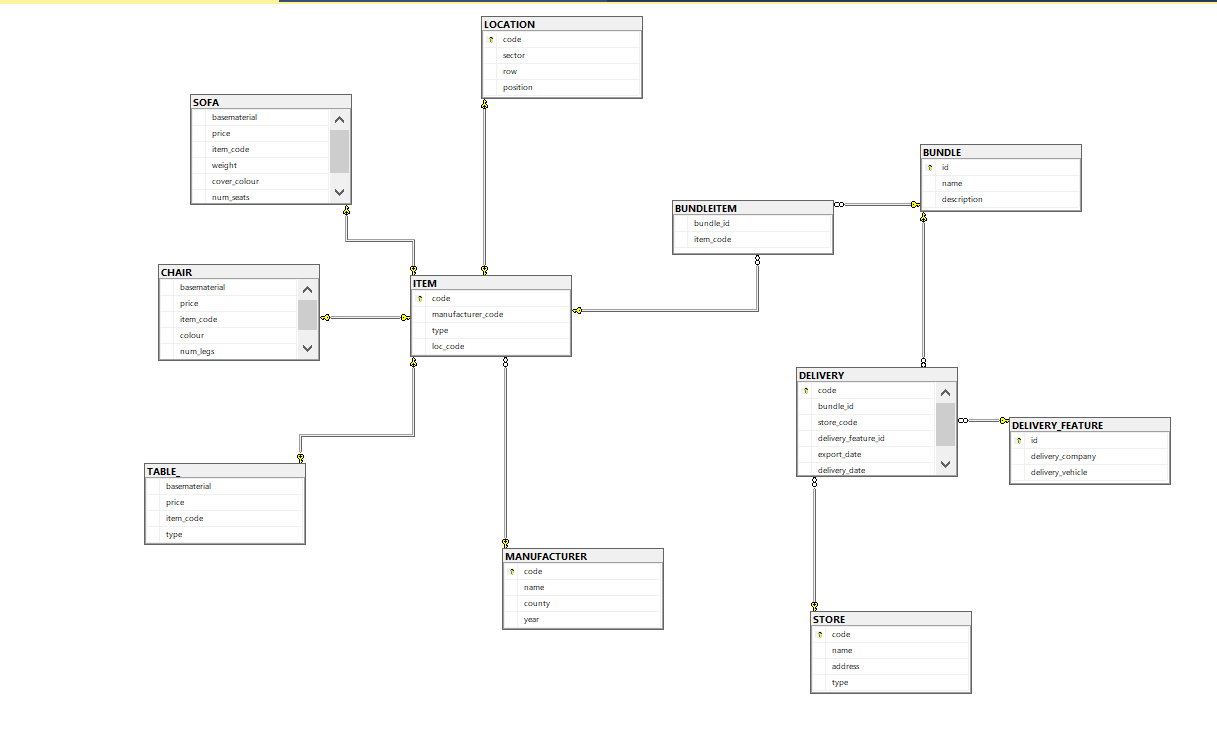 LOCATION
code
sector
row
position
SOFA
basematerial
price
item_code
weight
cover_colour
num_seats
BUNDLE
id
name
description
BUNDLEITEM
bundle_id
item_code
CHAIR
basematerial
price
item_code
colour
num_legs
ITEM
code
manufacturer_code
type
loc_code
DELIVERY
code
bundle_id
store_code
delivery_feature_id
export_date
delivery_date
DELIVERY_FEATURE
id
delivery_company
delivery_vehicle
TABLE_
basematerial
price
item_code
type
MANUFACTURER
code
name
county
year
STORE
code
name
address
type